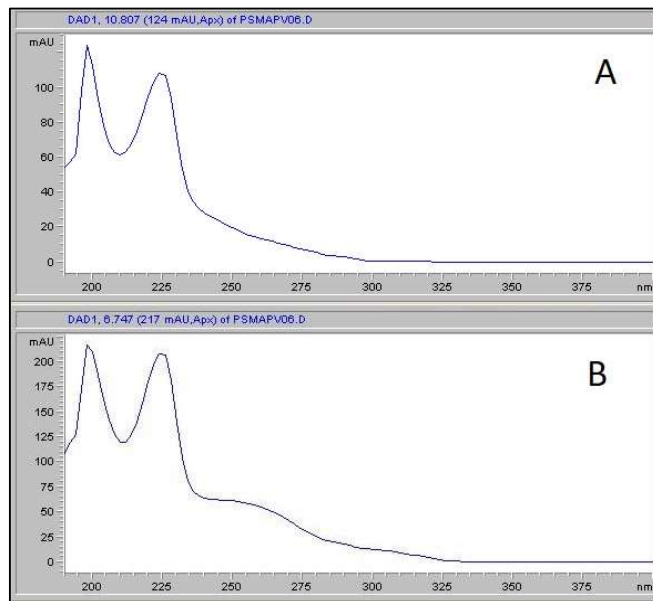 DAD1, 10.807 (124 mAU,Apx) of PSMAPV06.D
mAU
A
100
80
60
40
20
0
200 225 250 275 300 325 350 375 nm
DAD1, 6.747 (217 mAU,Apx) of PSMAPV06.D
mAU
B
200
175
150
125
100
75
50
25
0
200 225 250 275 300 325 350 375 nm